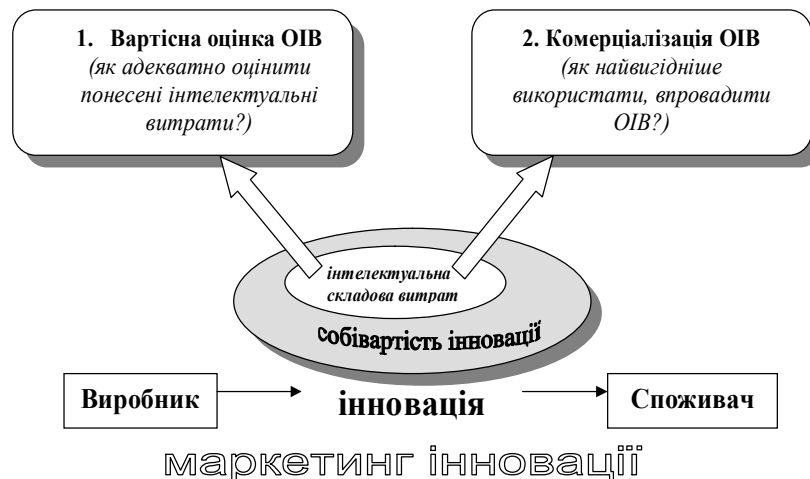 1. Вартісна оцінка ОІВ
(як адекватно оцінити
понесені інтелектуальні
витрати?)
2. Комерціалізація ОІВ
(як найвигідніше
використати, впровадити
ОІВ?)
інтелектуальна
складова витрат
собівартість інновації
Виробник
інновація
Споживач
маркетинг інновації